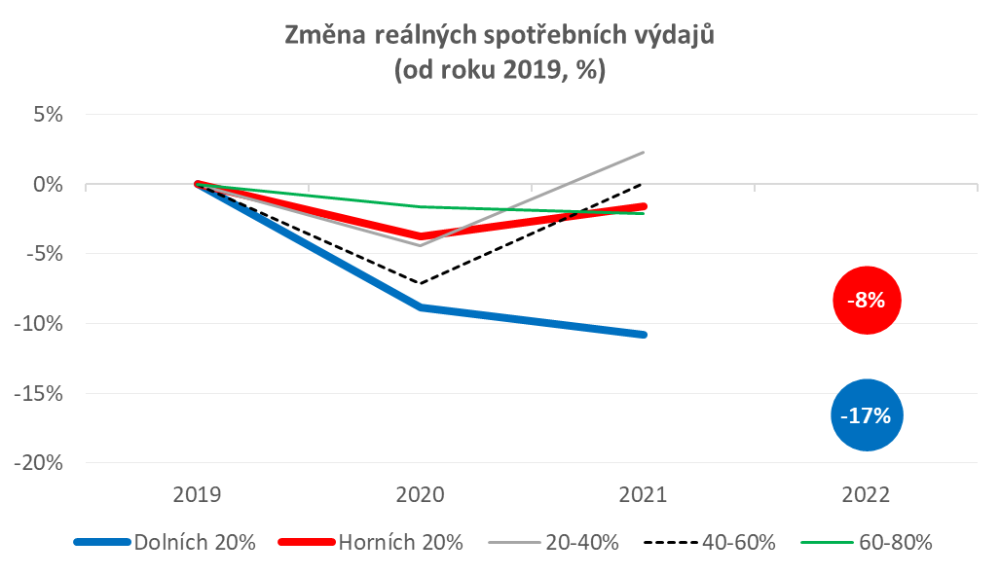 Změna reálných spotřebních výdajů
(od roku 2019, %)
5%
0%
-5%
-10%
-15%
-20%
-8%
-17%
2019 2020 2021 2022
Dolních 20% Horních 20% 20-40% 40-60% 60-80%